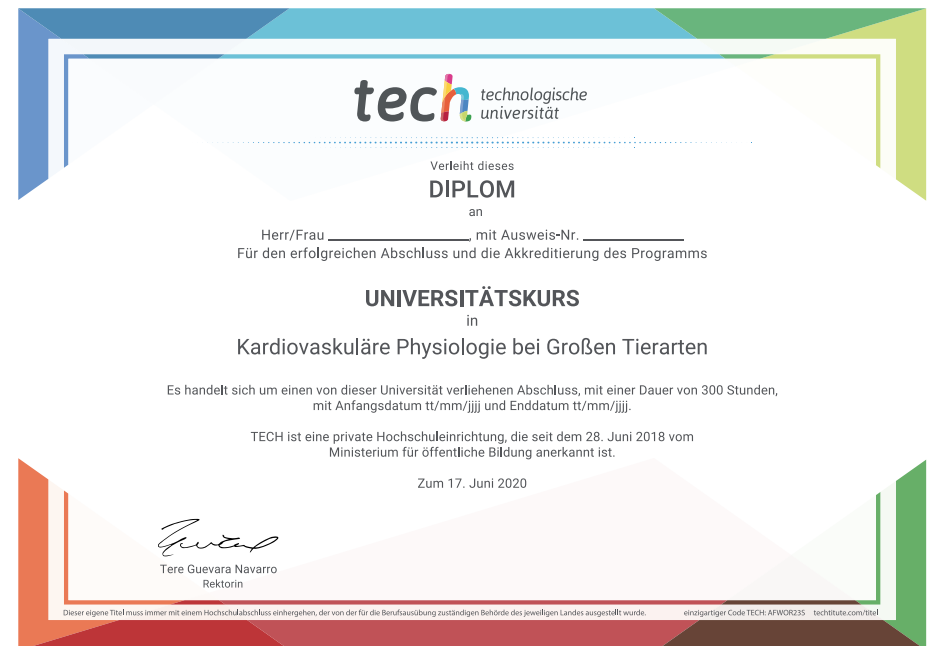 tech technologische
universität
Verleiht dieses
DIPLOM
an
Herr/Frau ____________, mit Ausweis-Nr. ____________
Für den erfolgreichen Abschluss und die Akkreditierung des Programms
UNIVERSITÄTSKURS
in
Kardiovaskuläre Physiologie bei Großen Tierarten
Es handelt sich um einen von dieser Universität verliehenen Abschluss, mit einer Dauer von 300 Stunden,
mit Anfangsdatum tt/mm/jjjj und Enddatum tt/mm/jjjj.
TECH ist eine private Hochschuleinrichtung, die seit dem 28. Juni 2018 vom
Ministerium für öffentliche Bildung anerkannt ist.
Zum 17. Juni 2020
Tere Guevara Navarro
Rektorin
Dieser eigene Titel muss immer mit einem Hochschulabschluss einhergehen, der von der für die Berufsausübung zuständigen Behörde des jeweiligen Landes ausgestellt wurde. einzigartiger Code TECH: AFWOR23S techtitute.com/titel